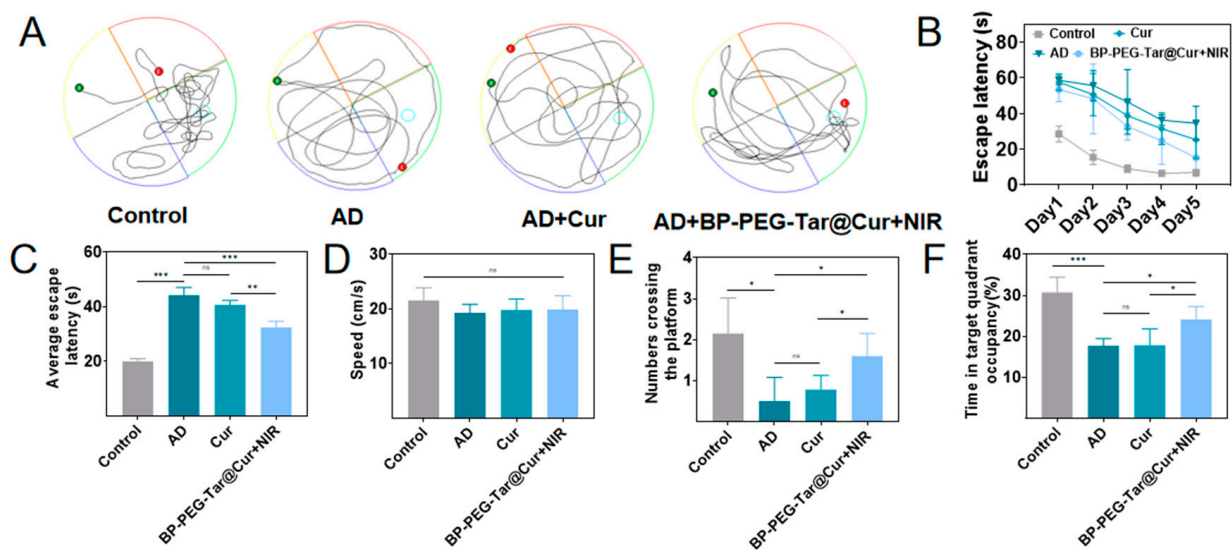 A
Control
AD
AD+Cur
AD+BP-PEG-Tar@Cur+NIR
B
Escape latency (s)
80
60
40
20
0
Control
Cur
AD
BP-PEG-Tar@Cur+NIR
Day1
Day2
Day3
Day4
Day5
C
Average escape
latency (s)
60
40
20
***
***
ns
**
Control
AD
Cur
BP-PEG-Tar@Cur+NIR
D
Speed (cm/s)
30
20
10
0
ns
Control
AD
Cur
BP-PEG-Tar@Cur+NIR
E
Numbers crossing
the platform
4
3
2
1
*
*
*
ns
Control
AD
Cur
BP-PEG-Tar@Cur+NIR
F
Time in target quadrant
occupancy(%)
40
30
20
10
***
*
ns
*
Control
AD
Cur
BP-PEG-Tar@Cur+NIR